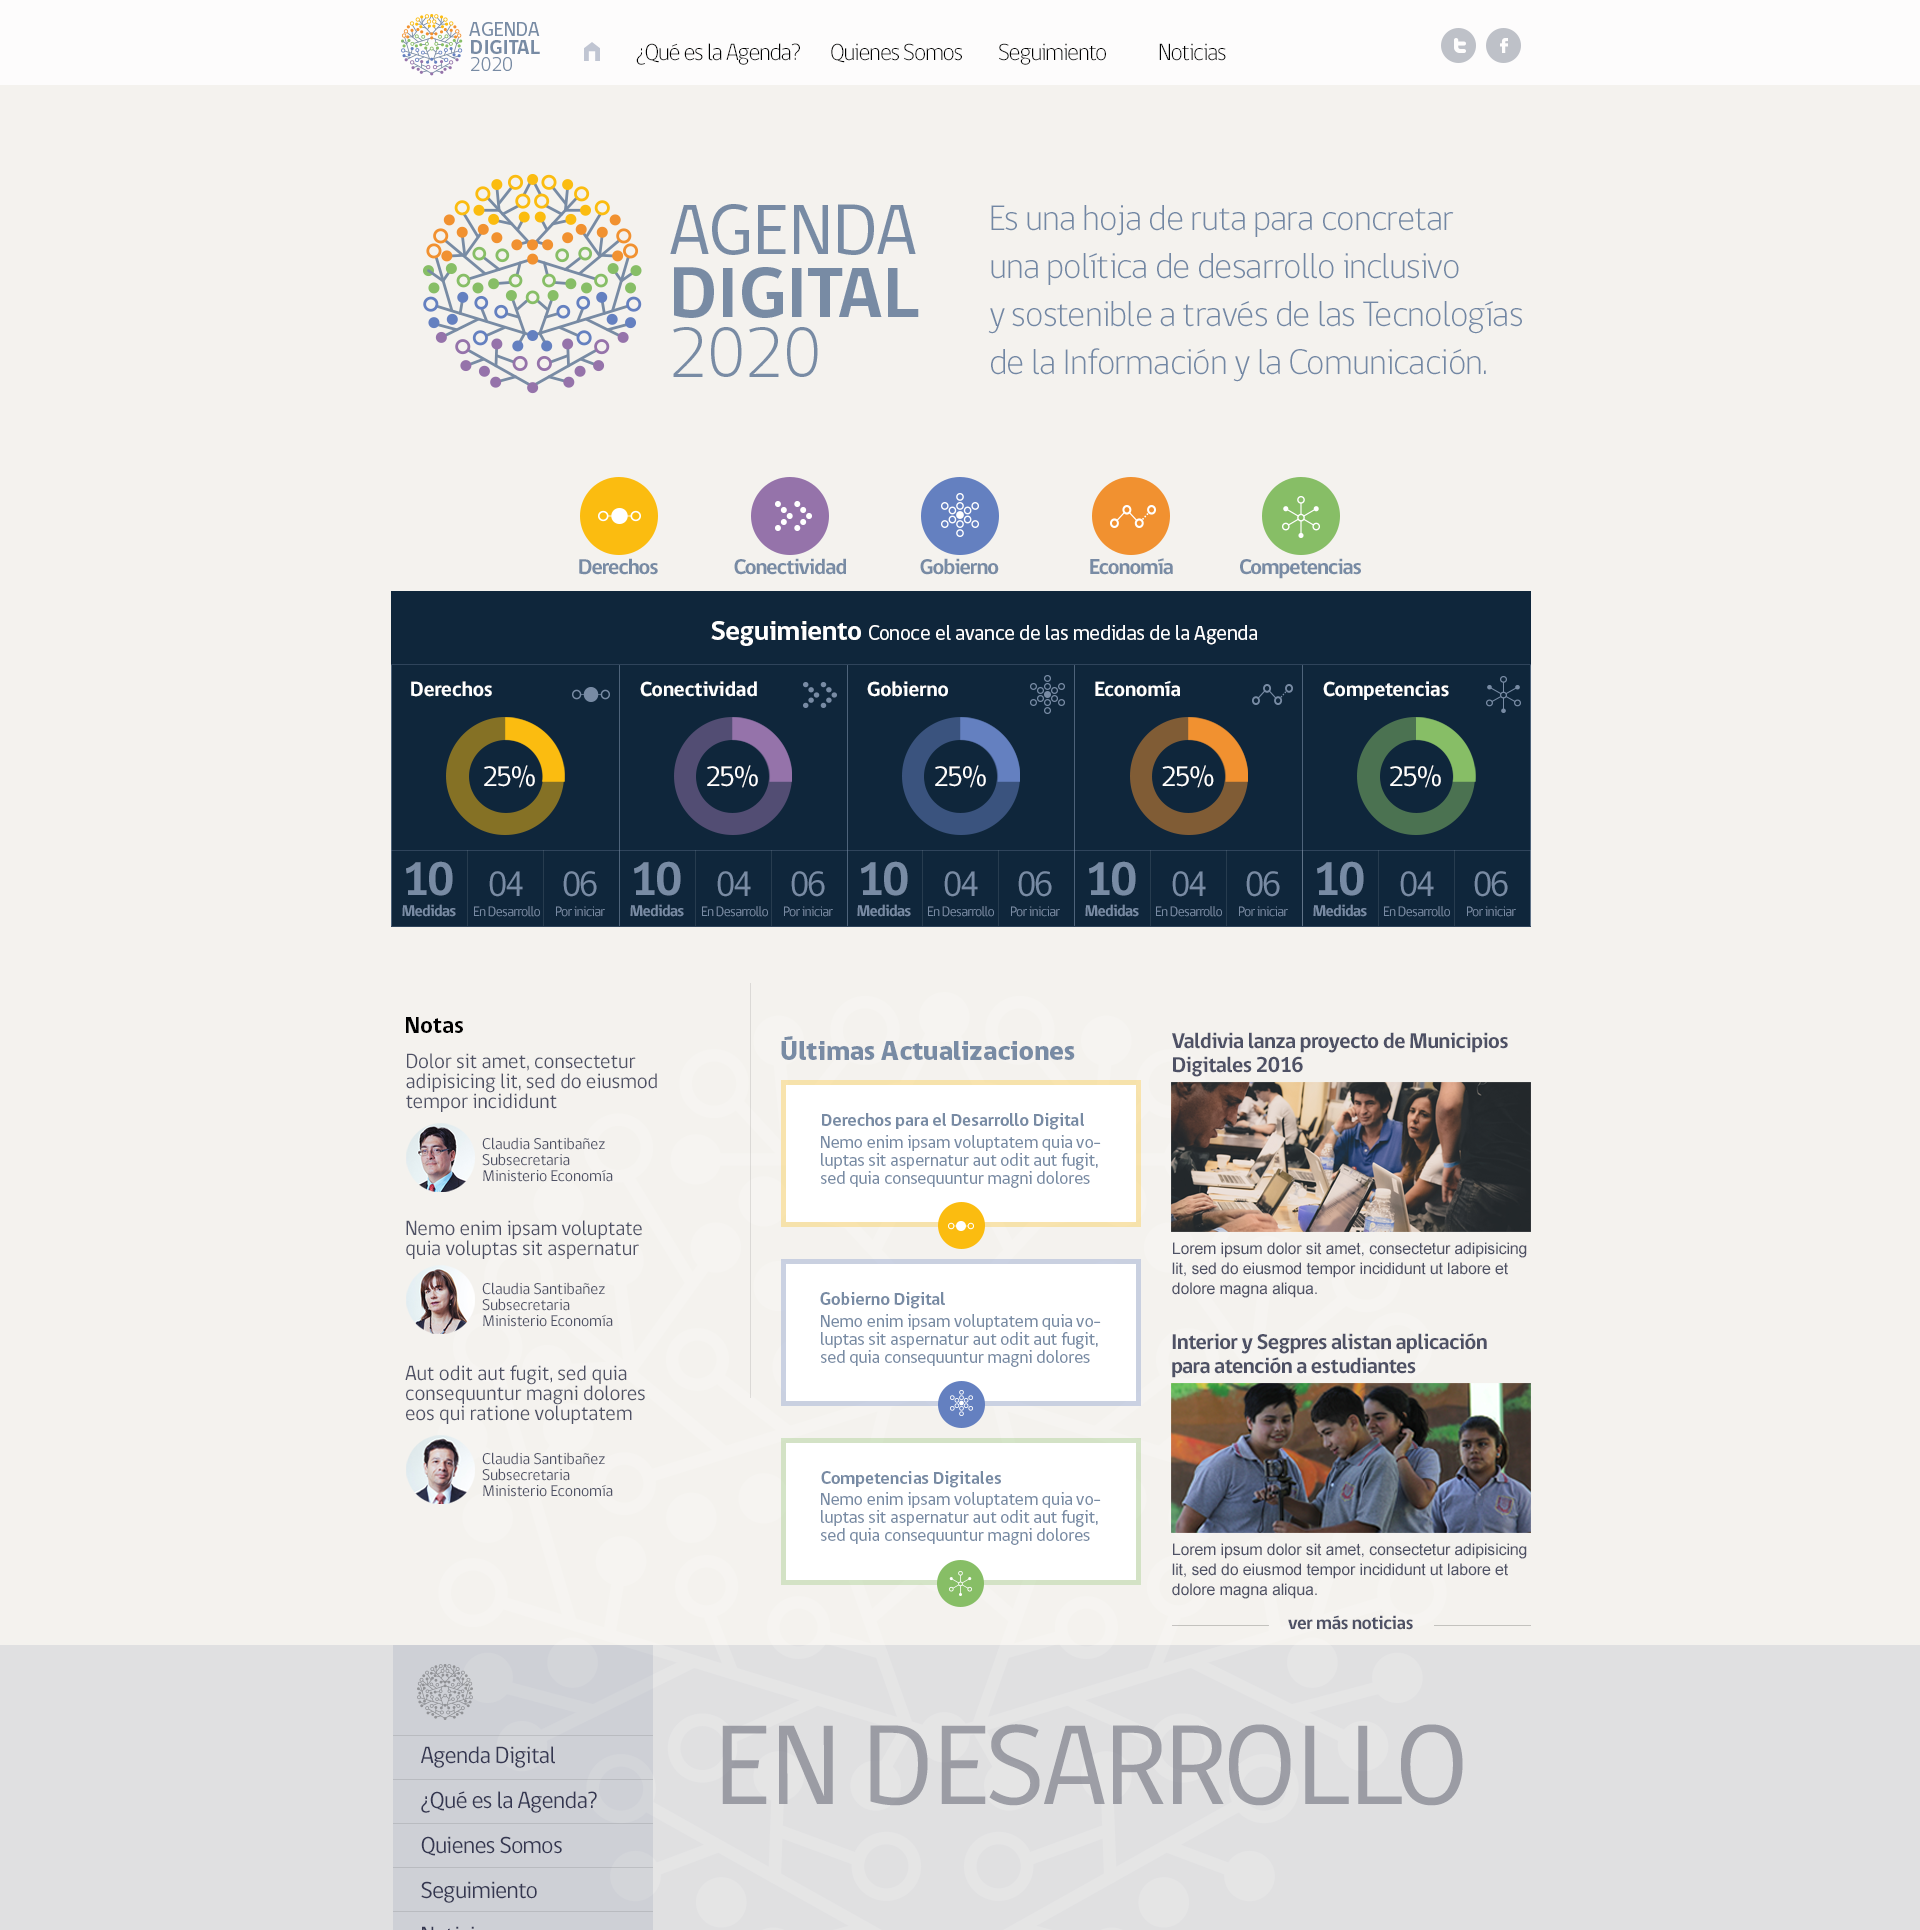 AGENDA
DIGITAL
2020
¿Qué es la Agenda?
Quienes Somos
Seguimiento
Noticias
AGENDA
DIGITAL
2020
Es una hoja de ruta para concretar
una política de desarrollo inclusivo
y sostenible a través de las Tecnologías
de la Información y la Comunicación.
Derechos
Conectividad
Gobierno
Economía
Competencias
Seguimiento Conoce el avance de las medidas de la Agenda
Derechos
25%
10 Medidas
04 En Desarrollo
06 Por iniciar
Conectividad
25%
10 Medidas
04 En Desarrollo
06 Por iniciar
Gobierno
25%
10 Medidas
04 En Desarrollo
06 Por iniciar
Economía
25%
10 Medidas
04 En Desarrollo
06 Por iniciar
Competencias
25%
10 Medidas
04 En Desarrollo
06 Por iniciar
Notas
Dolor sit amet, consectetur
adipisicing lit, sed do eiusmod
tempor incididunt
Claudia Santibañez
Subsecretaria
Ministerio Economía
Nemo enim ipsam voluptate
quia voluptas sit aspernatur
Claudia Santibañez
Subsecretaria
Ministerio Economía
Aut odit aut fugit, sed quia
consequuntur magni dolores
eos qui ratione voluptatem
Claudia Santibañez
Subsecretaria
Ministerio Economía
Últimas Actualizaciones
Derechos para el Desarrollo Digital
Nemo enim ipsam voluptatem quia vo-
luptas sit aspernatur aut odit aut fugit,
sed quia consequuntur magni dolores
Gobierno Digital
Nemo enim ipsam voluptatem quia vo-
luptas sit aspernatur aut odit aut fugit,
sed quia consequuntur magni dolores
Competencias Digitales
Nemo enim ipsam voluptatem quia vo-
luptas sit aspernatur aut odit aut fugit,
sed quia consequuntur magni dolores
Valdivia lanza proyecto de Municipios
Digitales 2016
Lorem ipsum dolor sit amet, consectetur adipisicing
lit, sed do eiusmod tempor incididunt ut labore et
dolore magna aliqua.
Interior y Segpres alistan aplicación
para atención a estudiantes
Lorem ipsum dolor sit amet, consectetur adipisicing
lit, sed do eiusmod tempor incididunt ut labore et
dolore magna aliqua.
ver más noticias
Agenda Digital
¿Qué es la Agenda?
Quienes Somos
Seguimiento
EN DESARROLLO